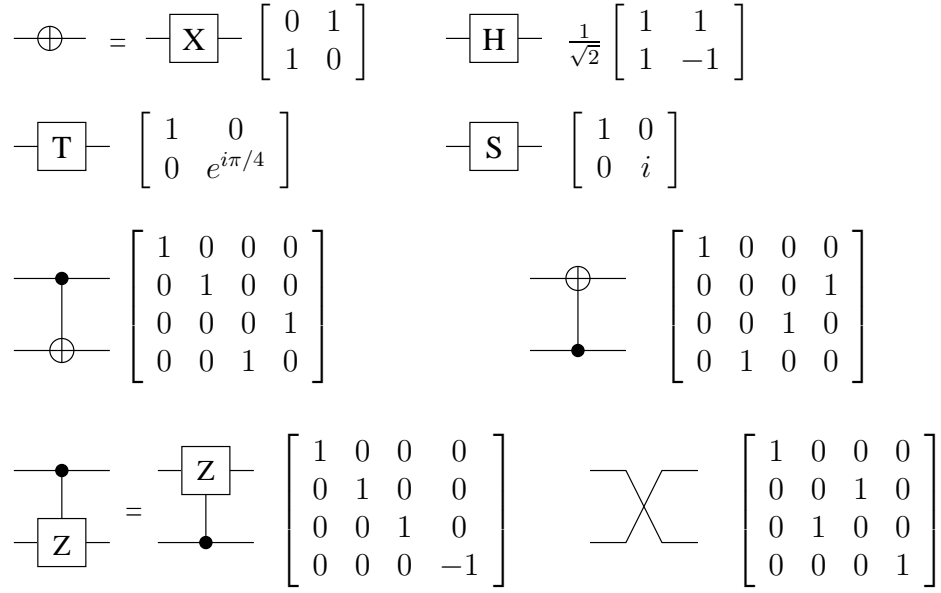 = X [ 0 1 H 1/√2 [ 1 1
1 0 ] 1 −1 ]
T [ 1 0 S [ 1 0
0 e^{iπ/4} ] 0 i ]
[ 1 0 0 0 [ 1 0 0 0
0 1 0 0 0 0 0 1
0 0 0 1 0 0 1 0
0 0 1 0 ] 0 1 0 0 ]
Z = Z [ 1 0 0 0 [ 1 0 0 0
0 1 0 0 0 0 1 0
0 0 1 0 0 1 0 0
0 0 0 −1 ] 0 0 0 1 ]